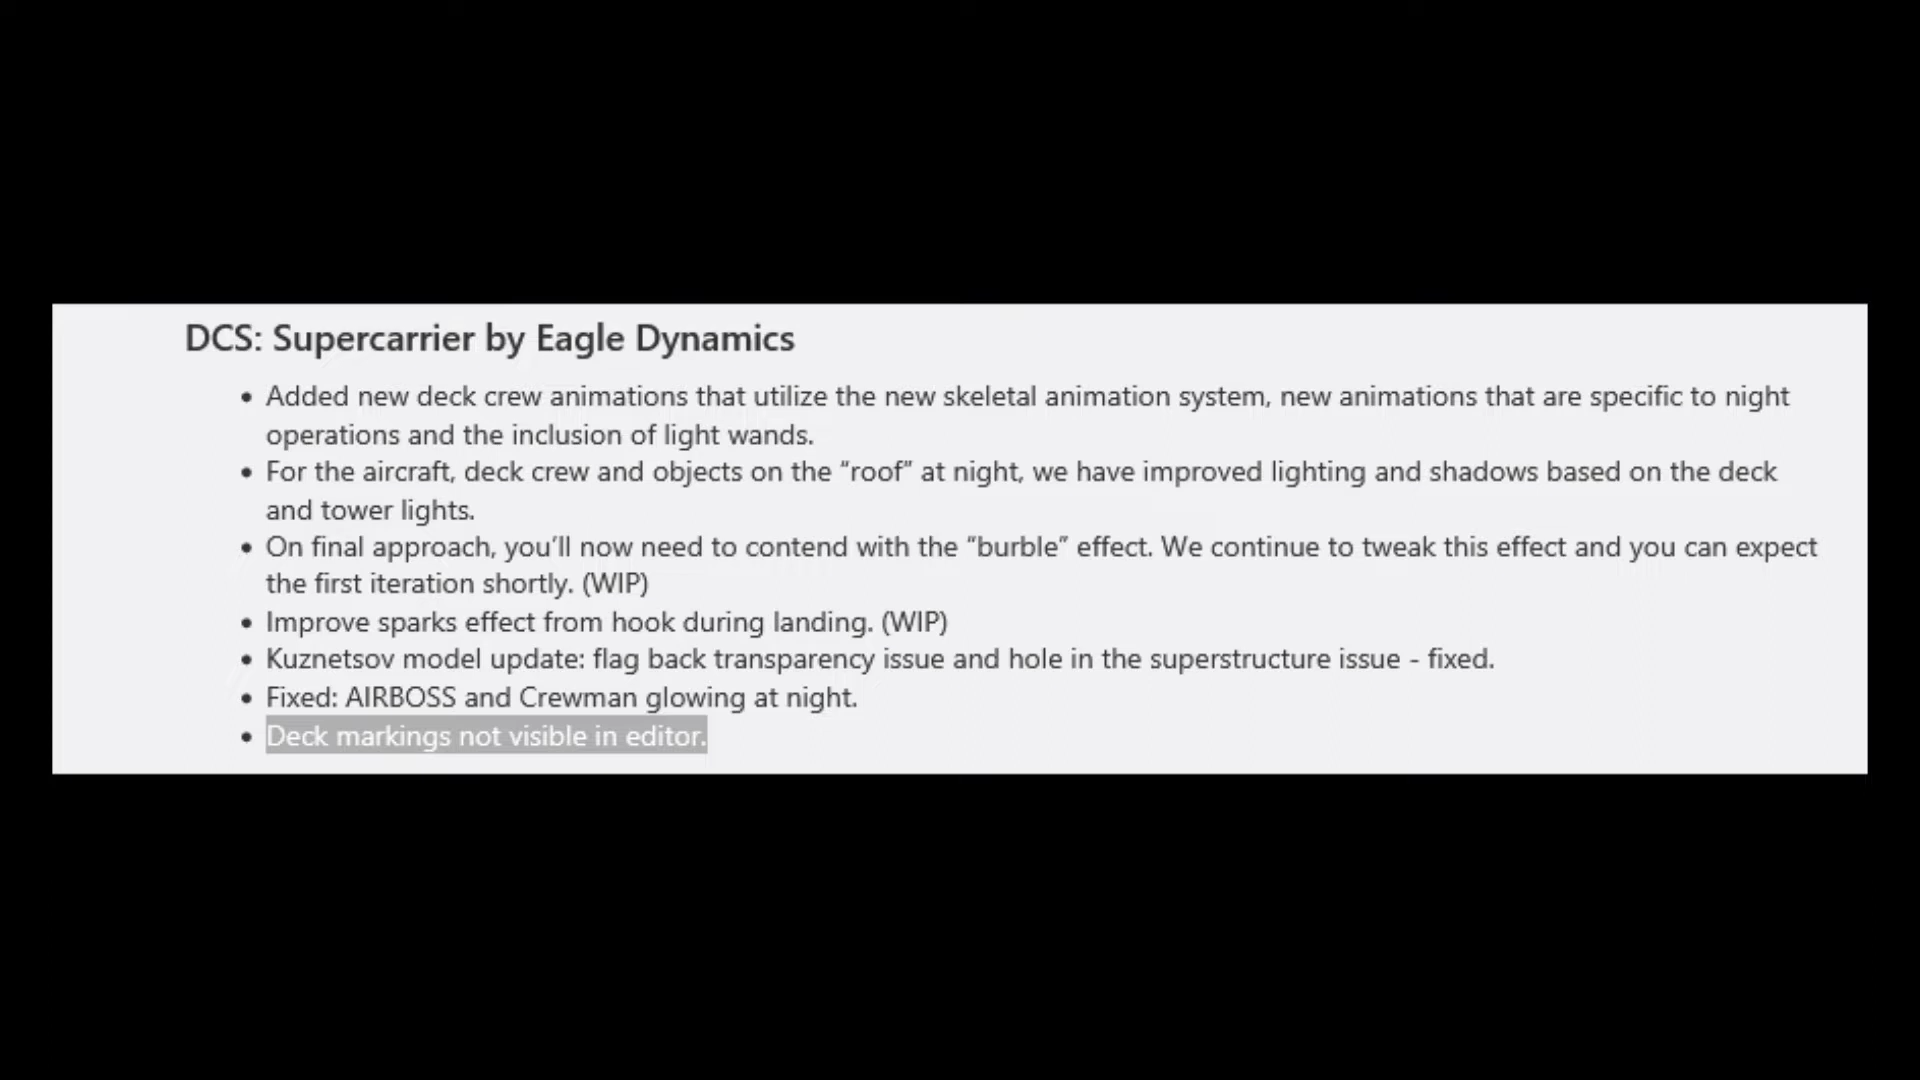 DCS: Supercarrier by Eagle Dynamics
• Added new deck crew animations that utilize the new skeletal animation system, new animations that are specific to night
operations and the inclusion of light wands.
• For the aircraft, deck crew and objects on the “roof” at night, we have improved lighting and shadows based on the deck
and tower lights.
• On final approach, you’ll now need to contend with the “burble” effect. We continue to tweak this effect and you can expect
the first iteration shortly. (WIP)
• Improve sparks effect from hook during landing. (WIP)
• Kuznetsov model update: flag back transparency issue and hole in the superstructure issue - fixed.
• Fixed: AIRBOSS and Crewman glowing at night.
• Deck markings not visible in editor.